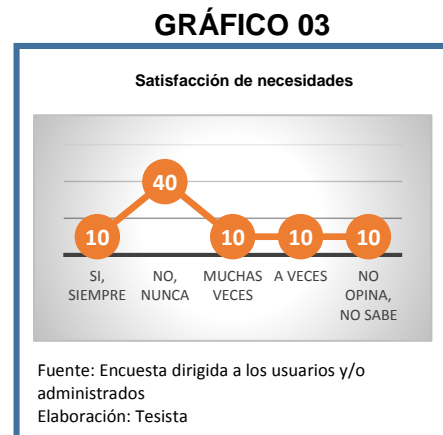 GRÁFICO 03
Satisfacción de necesidades
10 40 10 10 10
SI, SIEMPRE
NO, NUNCA
MUCHAS VECES
A VECES
NO OPINA, NO SABE
Fuente: Encuesta dirigida a los usuarios y/o
administrados
Elaboración: Tesista